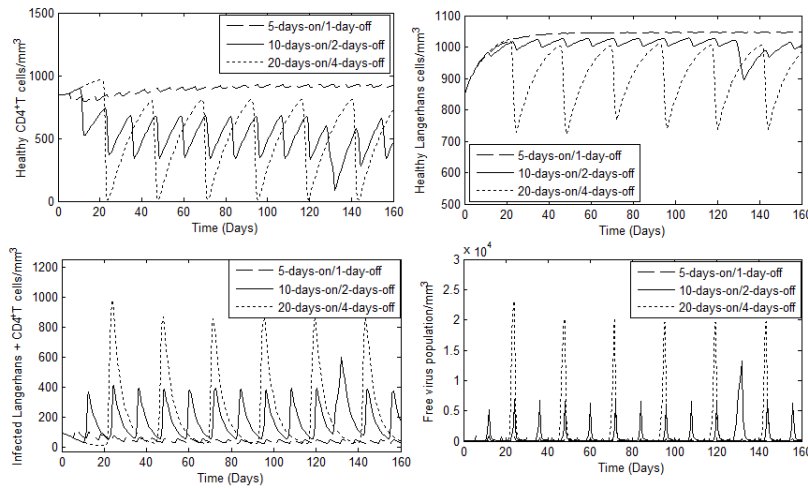 1500
1000
500
0
0 20 40 60 80 100 120 140 160
Healthy CD4⁺T cells/mm³
Time (Days)
5-days-on/1-day-off
10-days-on/2-days-off
20-days-on/4-days-off
1100
1000
900
800
700
600
500
0 20 40 60 80 100 120 140 160
Healthy Langerhans cells/mm³
Time (Days)
5-days-on/1-day-off
10-days-on/2-days-off
20-days-on/4-days-off
1200
1000
800
600
400
200
0
0 20 40 60 80 100 120 140 160
Infected Langerhans + CD4⁺T cells/mm³
Time (Days)
5-days-on/1-day-off
10-days-on/2-days-off
20-days-on/4-days-off
x 10⁴
3
2.5
2
1.5
1
0.5
0
0 20 40 60 80 100 120 140 160
Free virus population/mm³
Time (Days)
5-days-on/1-day-off
10-days-on/2-days-off
20-days-on/4-days-off